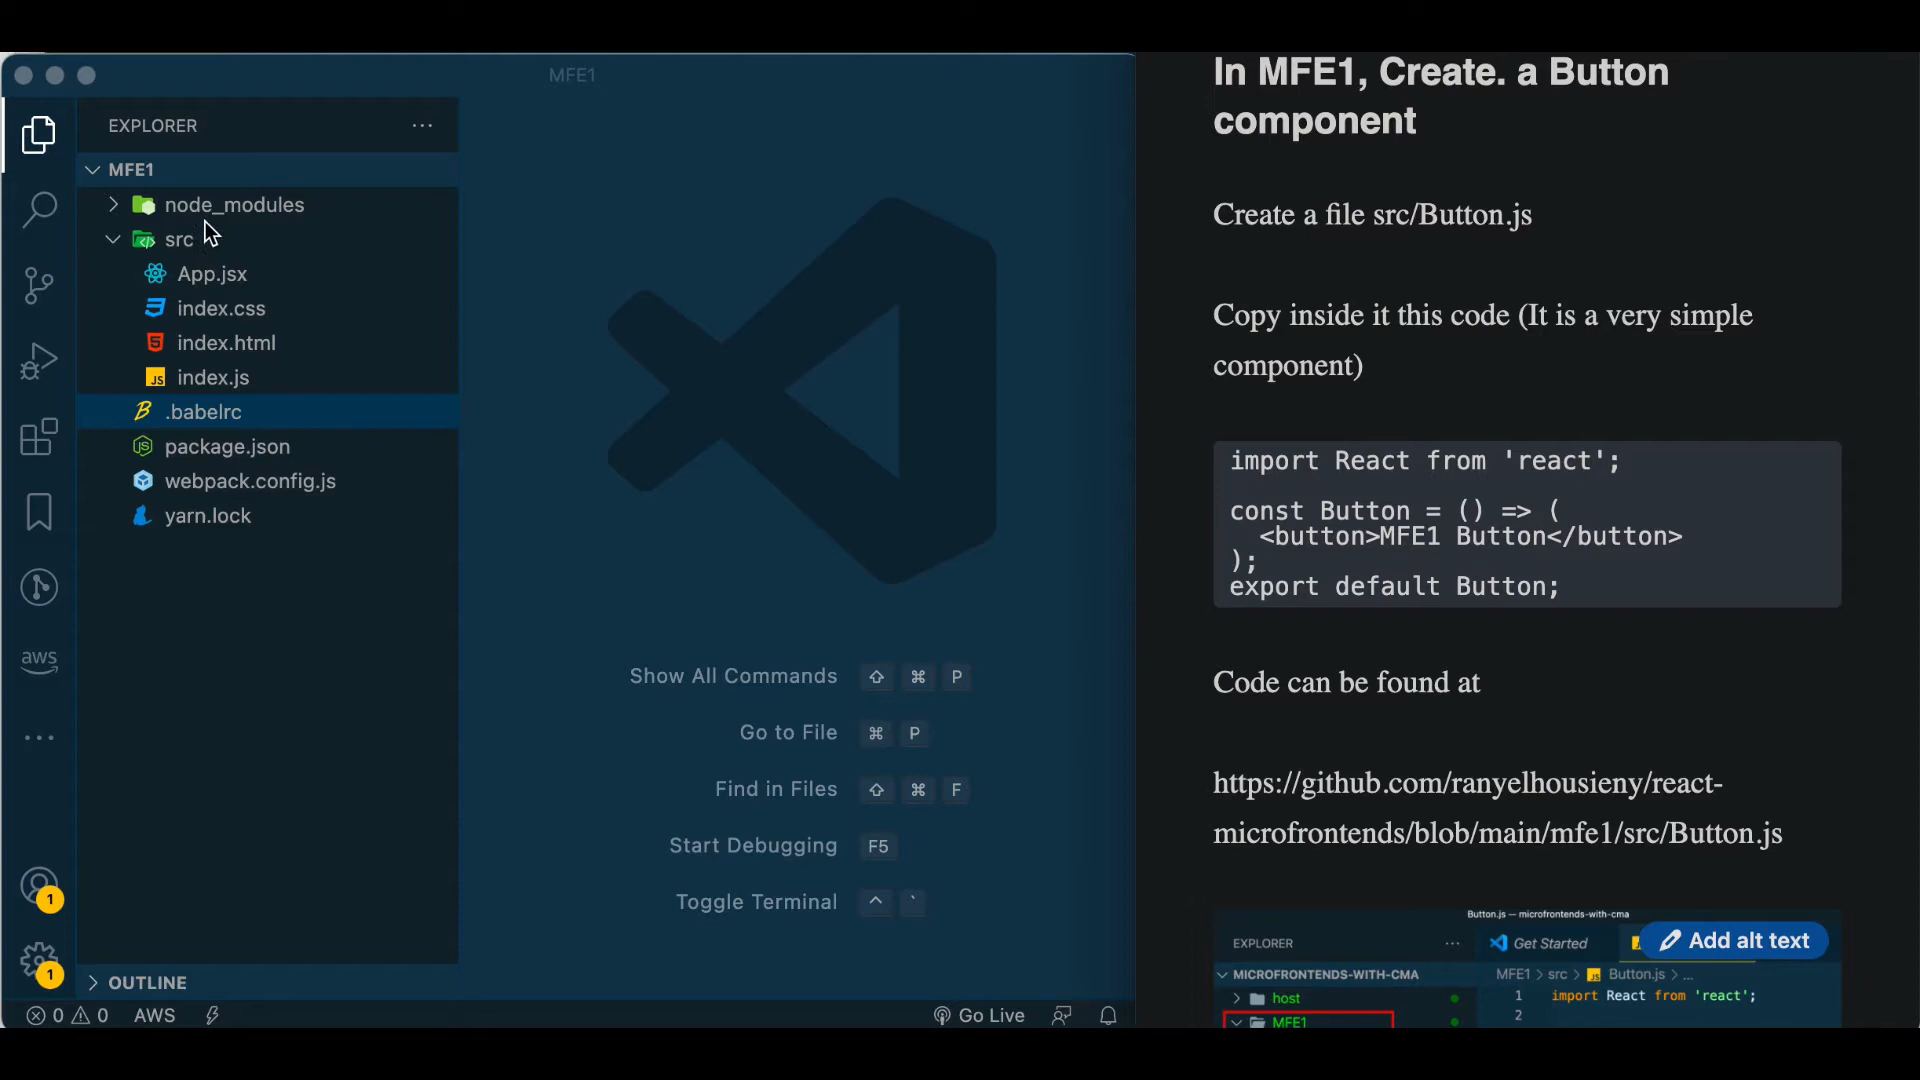 MFE1
EXPLORER
MFE1
node_modules
src
App.jsx
index.css
index.html
index.js
.babelrc
package.json
webpack.config.js
yarn.lock
OUTLINE
aws
1
1
0 0 AWS
Go Live
Show All Commands ⇧ ⌘ P
Go to File ⌘ P
Find in Files ⇧ ⌘ F
Start Debugging F5
Toggle Terminal ^ `
In MFE1, Create. a Button
component
Create a file src/Button.js
Copy inside it this code (It is a very simple
component)
import React from 'react';
const Button = () => (
<button>MFE1 Button</button>
);
export default Button;
Code can be found at
https://github.com/ranyelhousieny/react-
microfrontends/blob/main/mfe1/src/Button.js
Button.js — microfrontends-with-cma
EXPLORER
Get Started
Add alt text
MICROFRONTENDS-WITH-CMA
MFE1 > src > JS Button.js > ...
host
1 import React from 'react';
MFE1
2